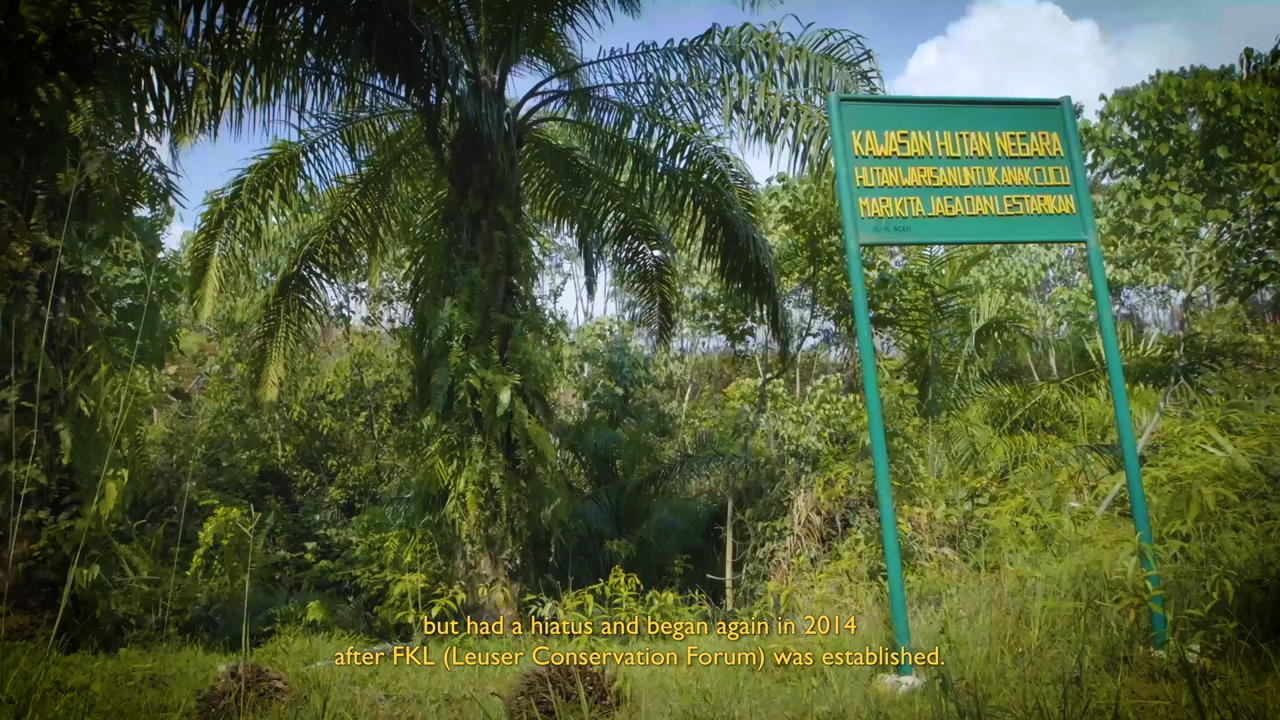 KAWASAN HUTAN NEGARA
HUTAN WARISAN UNTUK ANAK CUCU
MARI KITA JAGA DAN LESTARIKAN
but had a hiatus and began again in 2014
after FKL (Leuser Conservation Forum) was established.